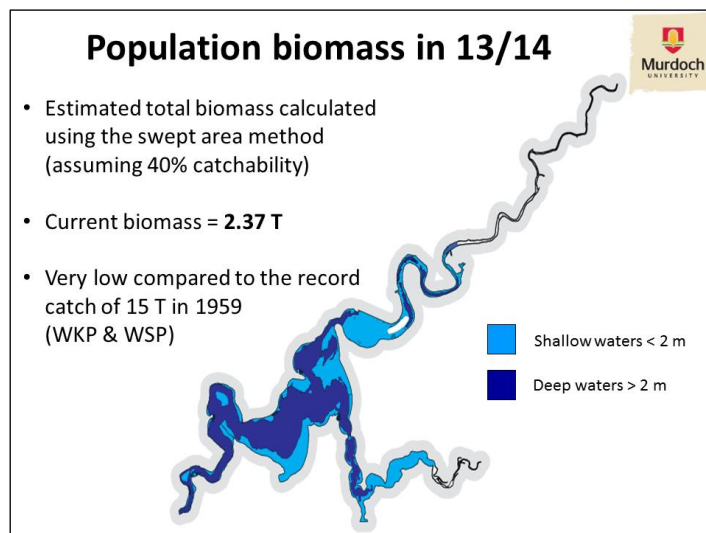 Population biomass in 13/14
Murdoch
UNIVERSITY
• Estimated total biomass calculated
using the swept area method
(assuming 40% catchability)
• Current biomass = 2.37 T
• Very low compared to the record
catch of 15 T in 1959
(WKP & WSP)
Shallow waters < 2 m
Deep waters > 2 m